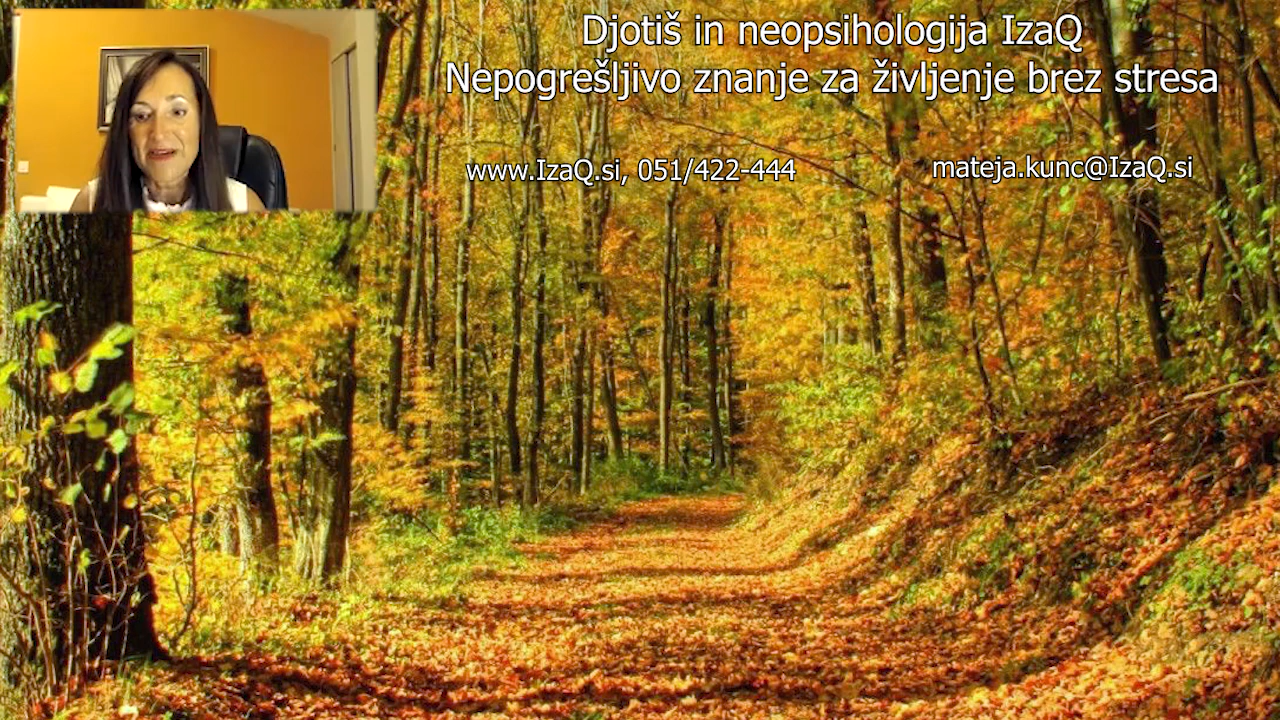 Djotiš in neopsihologija IzaQ
Nepogrešljivo znanje za življenje brez stresa
www.IzaQ.si, 051/422-444
mateja.kunc@IzaQ.si